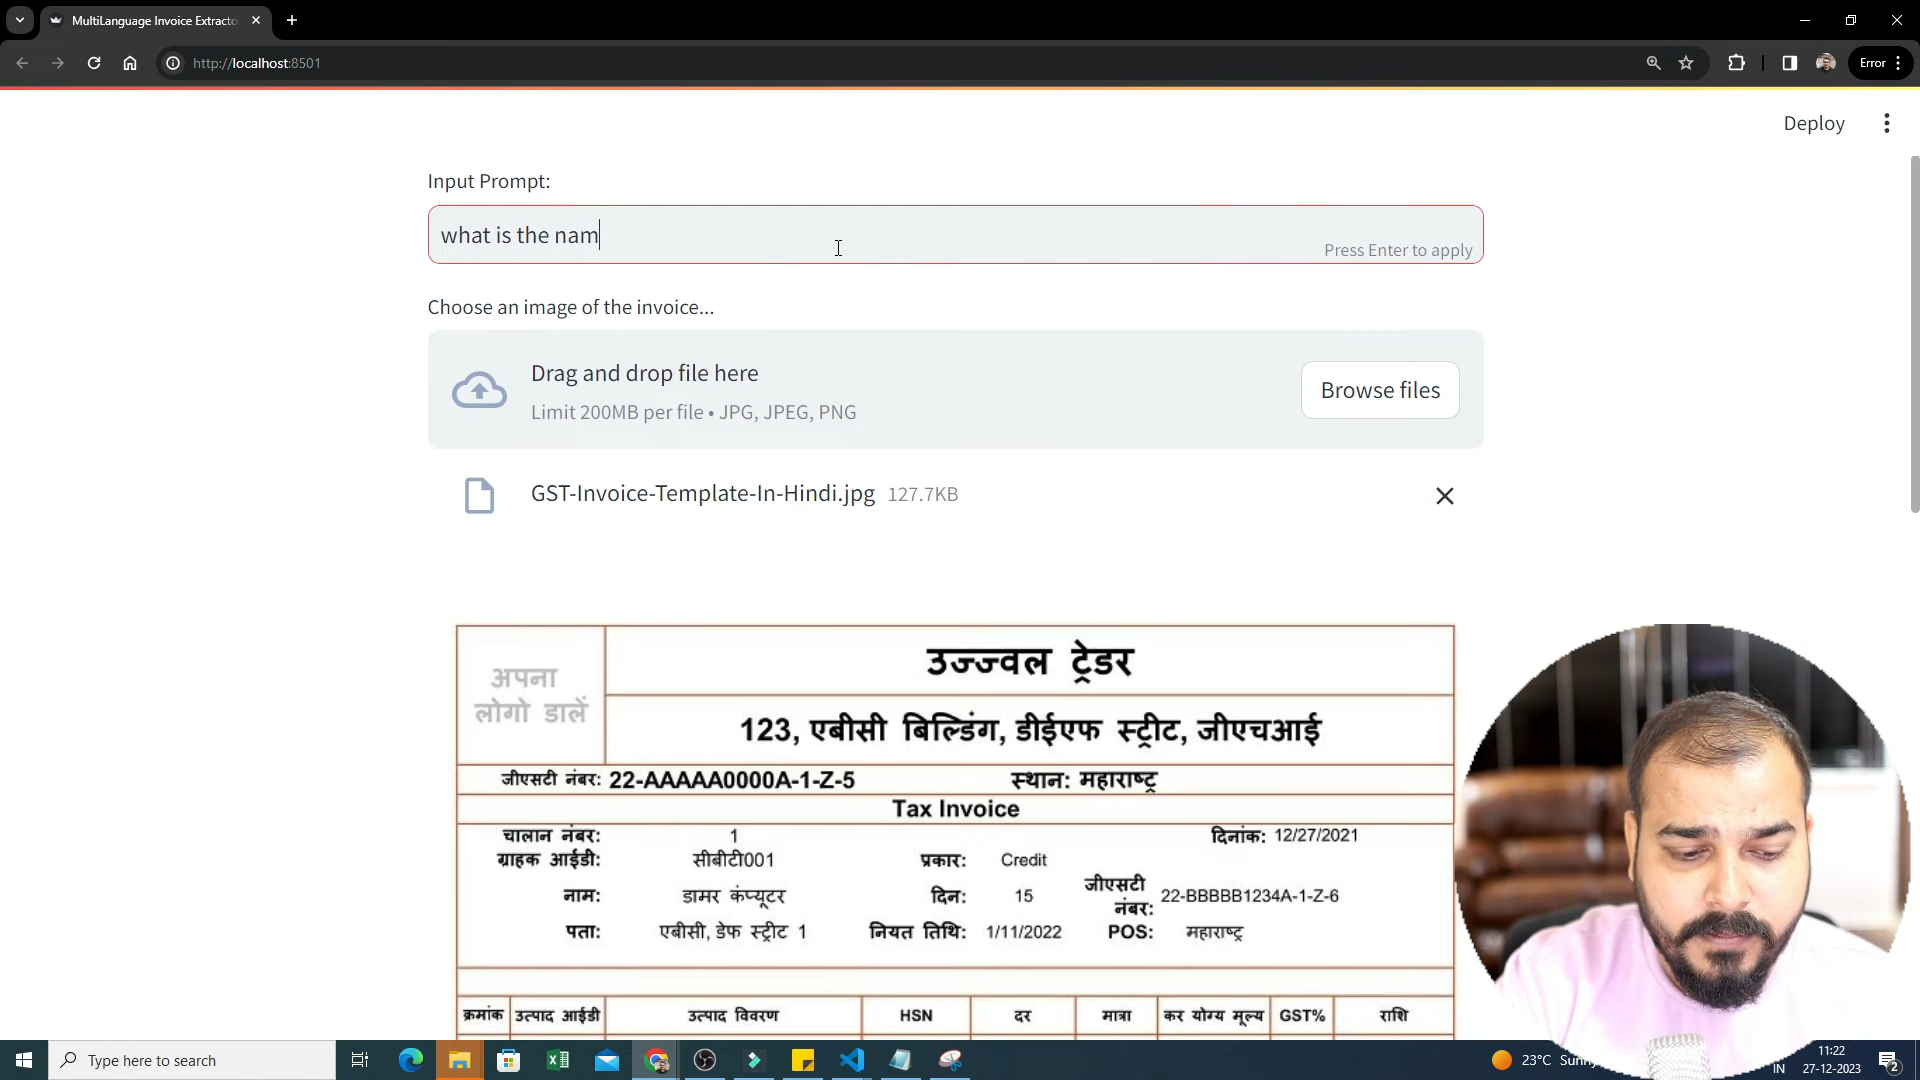 MultiLanguage Invoice Extracto
http://localhost:8501
Error
Deploy
Input Prompt:
what is the nam
Press Enter to apply
Choose an image of the invoice...
Drag and drop file here
Limit 200MB per file • JPG, JPEG, PNG
Browse files
GST-Invoice-Template-In-Hindi.jpg 127.7KB
अपना
लोगो डालें
उज्ज्वल ट्रेडर
123, एबीसी बिल्डिंग, डीईएफ स्ट्रीट, जीएचआई
जीएसटी नंबर: 22-AAAAA0000A-1-Z-5 स्थान: महाराष्ट्र
Tax Invoice
चालान नंबर: 1 दिनांक: 12/27/2021
ग्राहक आईडी: सीबीटी001 प्रकार: Credit
नाम: डामर कंप्यूटर दिन: 15 जीएसटी नंबर: 22-BBBBB1234A-1-Z-6
पता: एबीसी, डेफ स्ट्रीट 1 नियत तिथि: 1/11/2022 POS: महाराष्ट्र
क्रमांक उत्पाद आईडी उत्पाद विवरण HSN दर मात्रा कर योग्य मूल्य GST% राशि
Type here to search
23°C Sunny
IN
11:22
27-12-2023
2